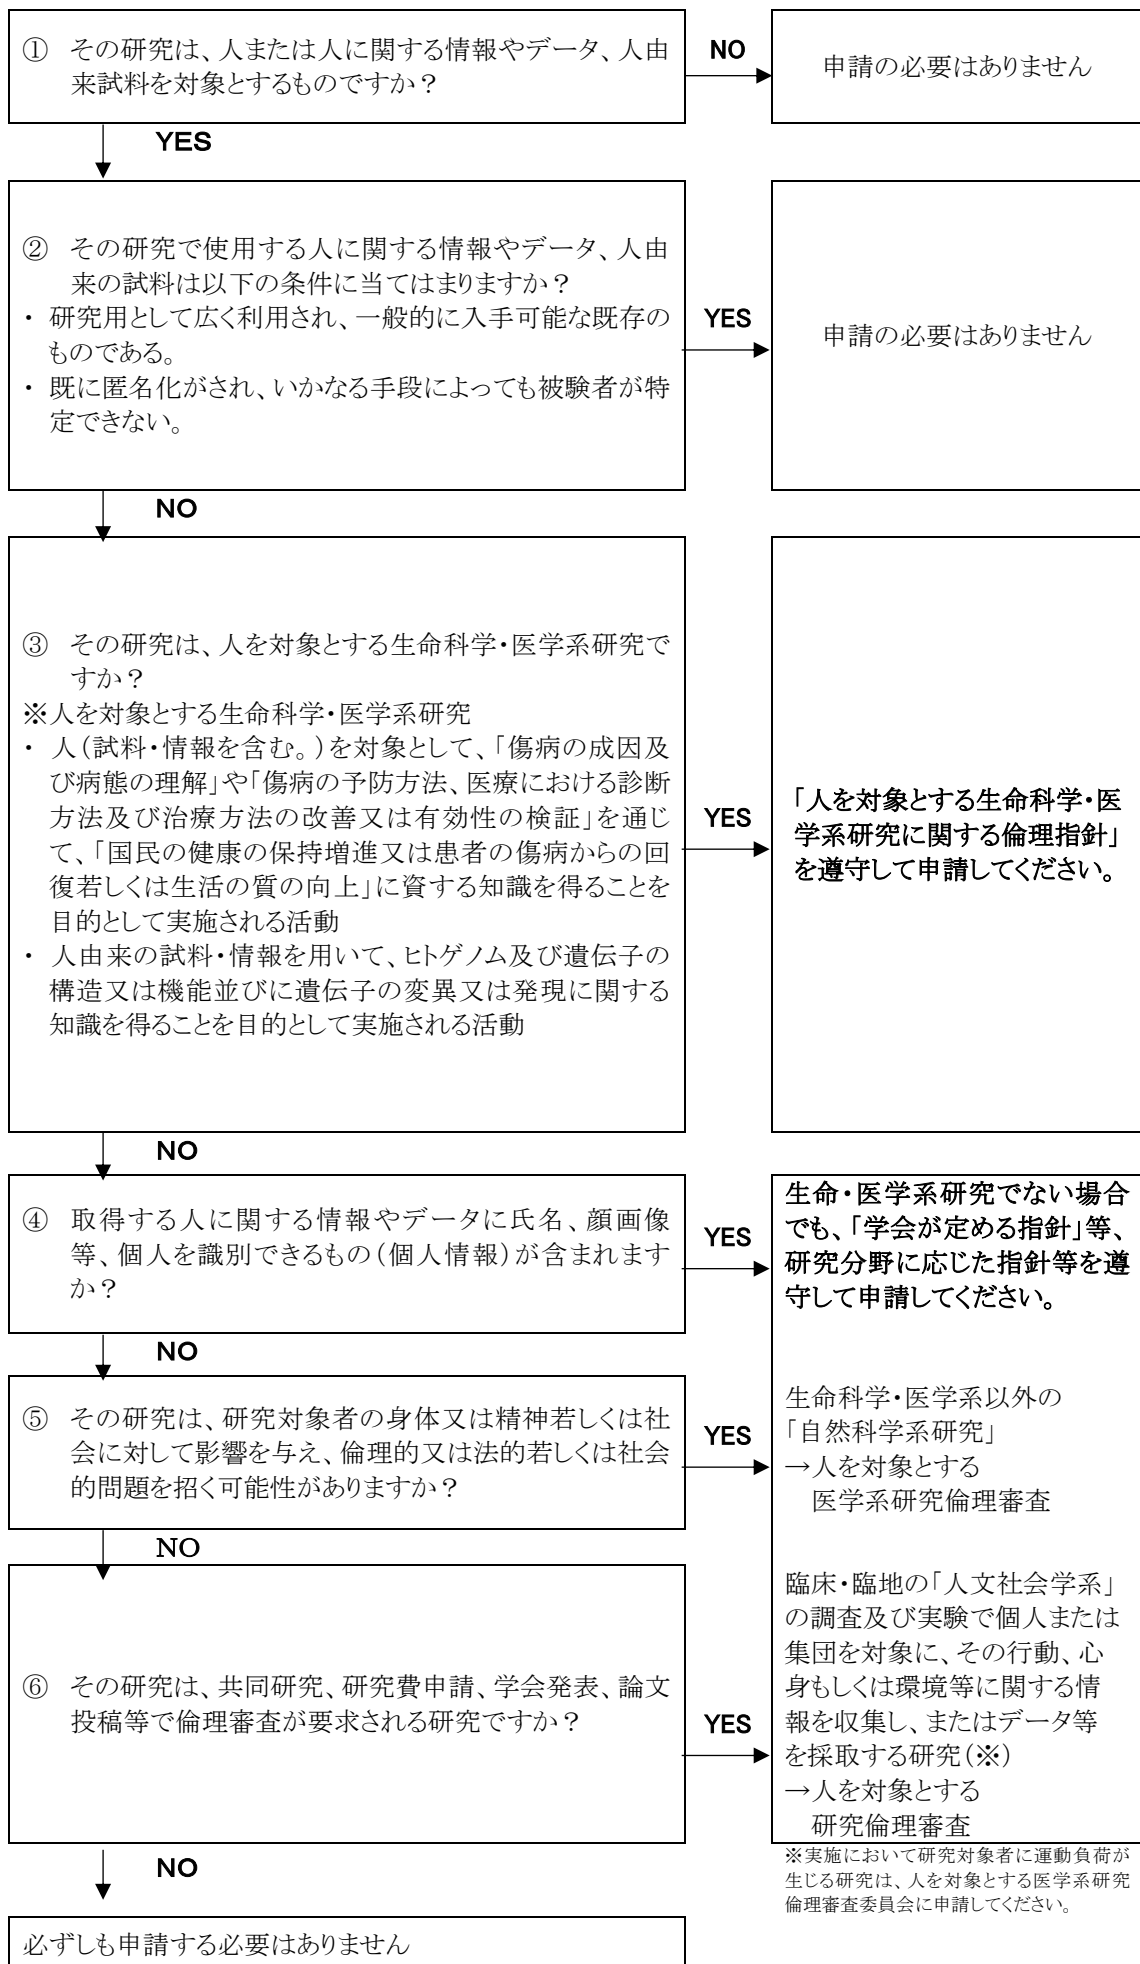 ① その研究は、人または人に関する情報やデータ、人由
来試料を対象とするものですか？
NO
申請の必要はありません
YES
② その研究で使用する人に関する情報やデータ、人由
来の試料は以下の条件に当てはまりますか？
・ 研究用として広く利用され、一般的に入手可能な既存の
ものである。
・ 既に匿名化がされ、いかなる手段によっても被験者が特
定できない。
YES
申請の必要はありません
NO
③ その研究は、人を対象とする生命科学・医学系研究で
すか？
※人を対象とする生命科学・医学系研究
・ 人（試料・情報を含む。）を対象として、「傷病の成因及
び病態の理解」や「傷病の予防方法、医療における診断
方法及び治療方法の改善又は有効性の検証」を通じ
て、「国民の健康の保持増進又は患者の傷病からの回
復若しくは生活の質の向上」に資する知識を得ることを
目的として実施される活動
・ 人由来の試料・情報を用いて、ヒトゲノム及び遺伝子の
構造又は機能並びに遺伝子の変異又は発現に関する
知識を得ることを目的として実施される活動
YES
「人を対象とする生命科学・医
学系研究に関する倫理指針」
を遵守して申請してください。
NO
④ 取得する人に関する情報やデータに氏名、顔画像
等、個人を識別できるもの（個人情報）が含まれます
か？
YES
生命・医学系研究でない場合
でも、「学会が定める指針」等、
研究分野に応じた指針等を遵
守して申請してください。
NO
⑤ その研究は、研究対象者の身体又は精神若しくは社
会に対して影響を与え、倫理的又は法的若しくは社会
的問題を招く可能性がありますか？
YES
生命科学・医学系以外の
「自然科学系研究」
→人を対象とする
医学系研究倫理審査
NO
⑥ その研究は、共同研究、研究費申請、学会発表、論文
投稿等で倫理審査が要求される研究ですか？
YES
臨床・臨地の「人文社会学系」
の調査及び実験で個人または
集団を対象に、その行動、心
身もしくは環境等に関する情
報を収集し、またはデータ等
を採取する研究（※）
→人を対象とする
研究倫理審査
※実施において研究対象者に運動負荷が
生じる研究は、人を対象とする医学系研究
倫理審査委員会に申請してください。
NO
必ずしも申請する必要はありません